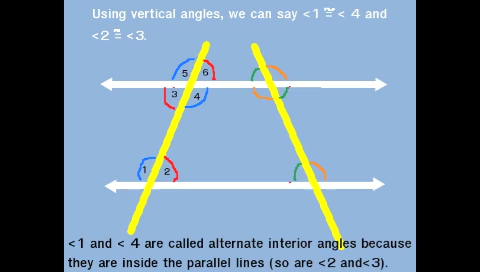 Using vertical angles, we can say <1 ≅ < 4 and
<2 ≅ <3.
5 6
3 4
1 2
<1 and < 4 are called alternate interior angles because
they are inside the parallel lines (so are <2 and<3).